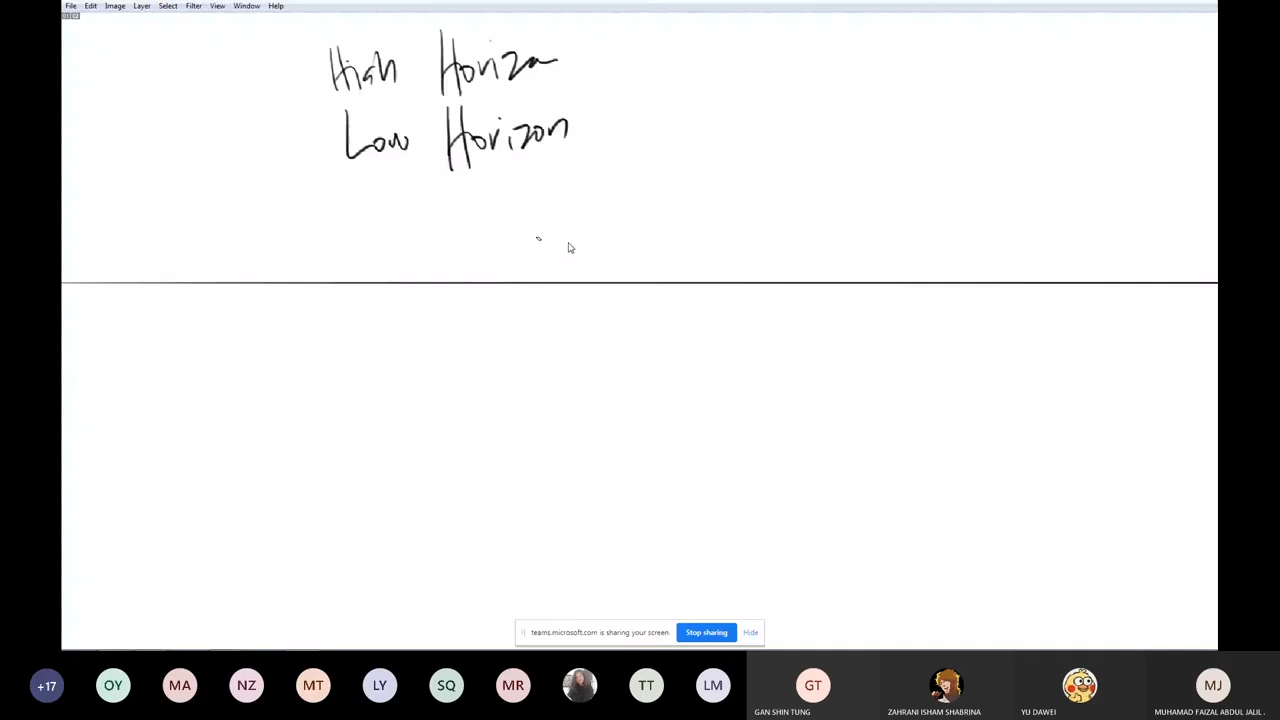 File Edit Image Layer Select Filter View Window Help
High Horizon
Low Horizon
teams.microsoft.com is sharing your screen. Stop sharing Hide
+17 OY MA NZ MT LY SQ MR TT LM GT MJ
GAN SHIN TUNG ZAHRANI ISHAM SHABRINA YU DAWEI MUHAMAD FAIZAL ABDUL JALIL .